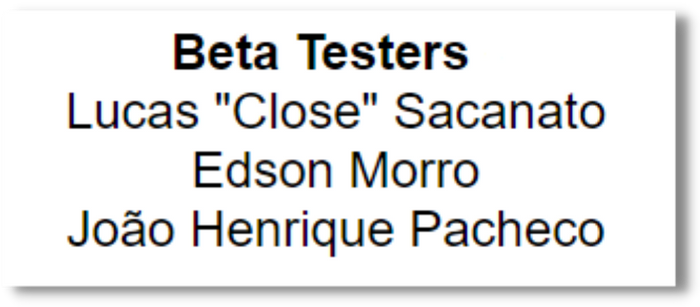 Beta Testers
Lucas "Close" Sacanato
Edson Morro
João Henrique Pacheco